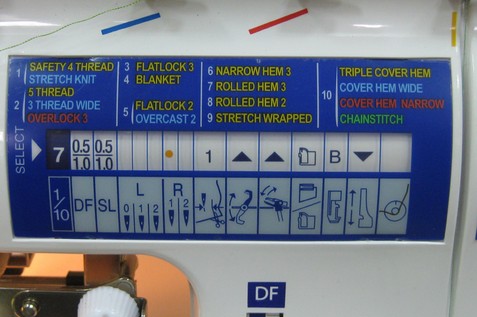 1 SAFETY 4 THREAD
STRETCH KNIT
5 THREAD
2 3 THREAD WIDE
OVERLOCK 3
3 FLATLOCK 3
4 BLANKET
5 FLATLOCK 2
OVERCAST 2
6 NARROW HEM 3
7 ROLLED HEM 3
8 ROLLED HEM 2
9 STRETCH WRAPPED
10 TRIPLE COVER HEM
COVER HEM WIDE
COVER HEM NARROW
CHAINSTITCH
SELECT
7 0.5 1.0 0.5 1.0 1 B
1/10 DF SL L 0 1 2 R 1 2
DF